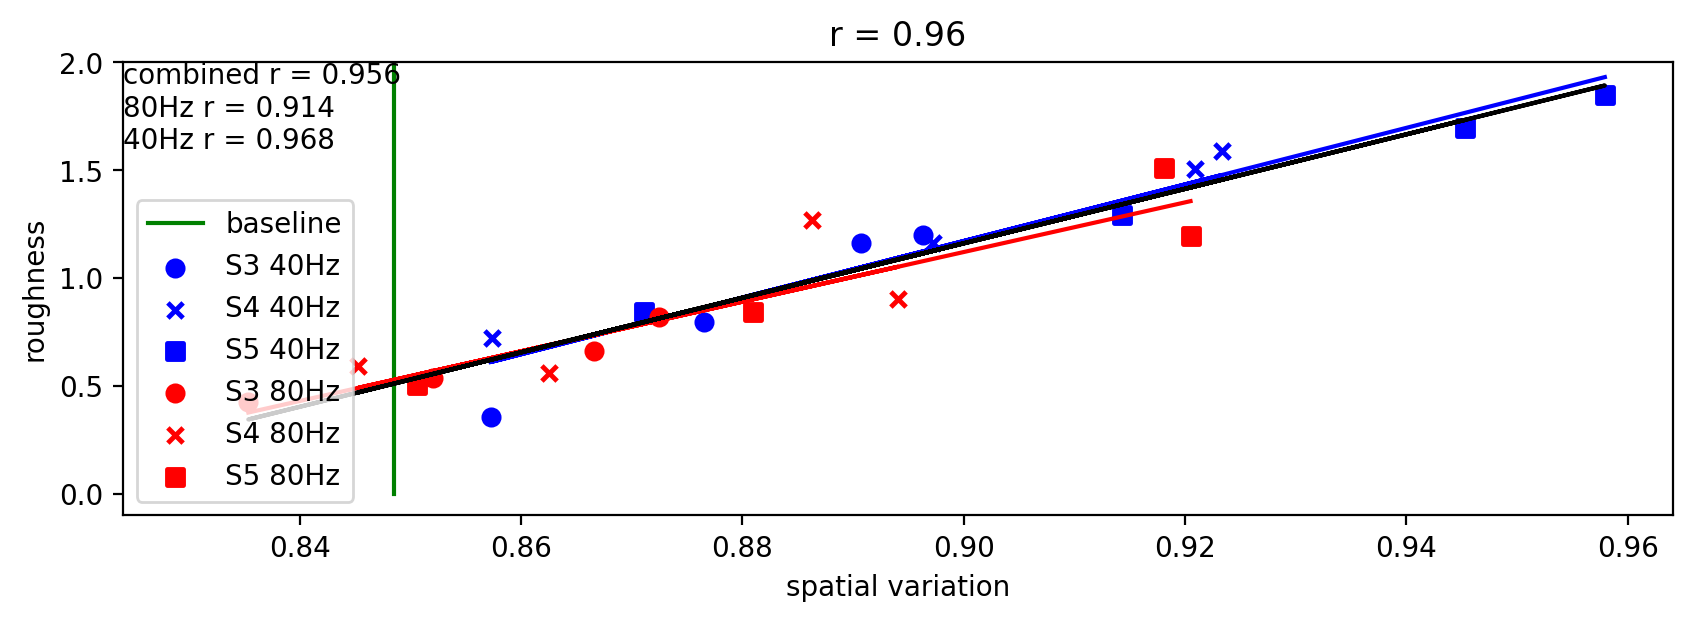 r = 0.96
combined r = 0.956
80Hz r = 0.914
40Hz r = 0.968
baseline
S3 40Hz
S4 40Hz
S5 40Hz
S3 80Hz
S4 80Hz
S5 80Hz
roughness
2.0
1.5
1.0
0.5
0.0
0.84 0.86 0.88 0.90 0.92 0.94 0.96
spatial variation